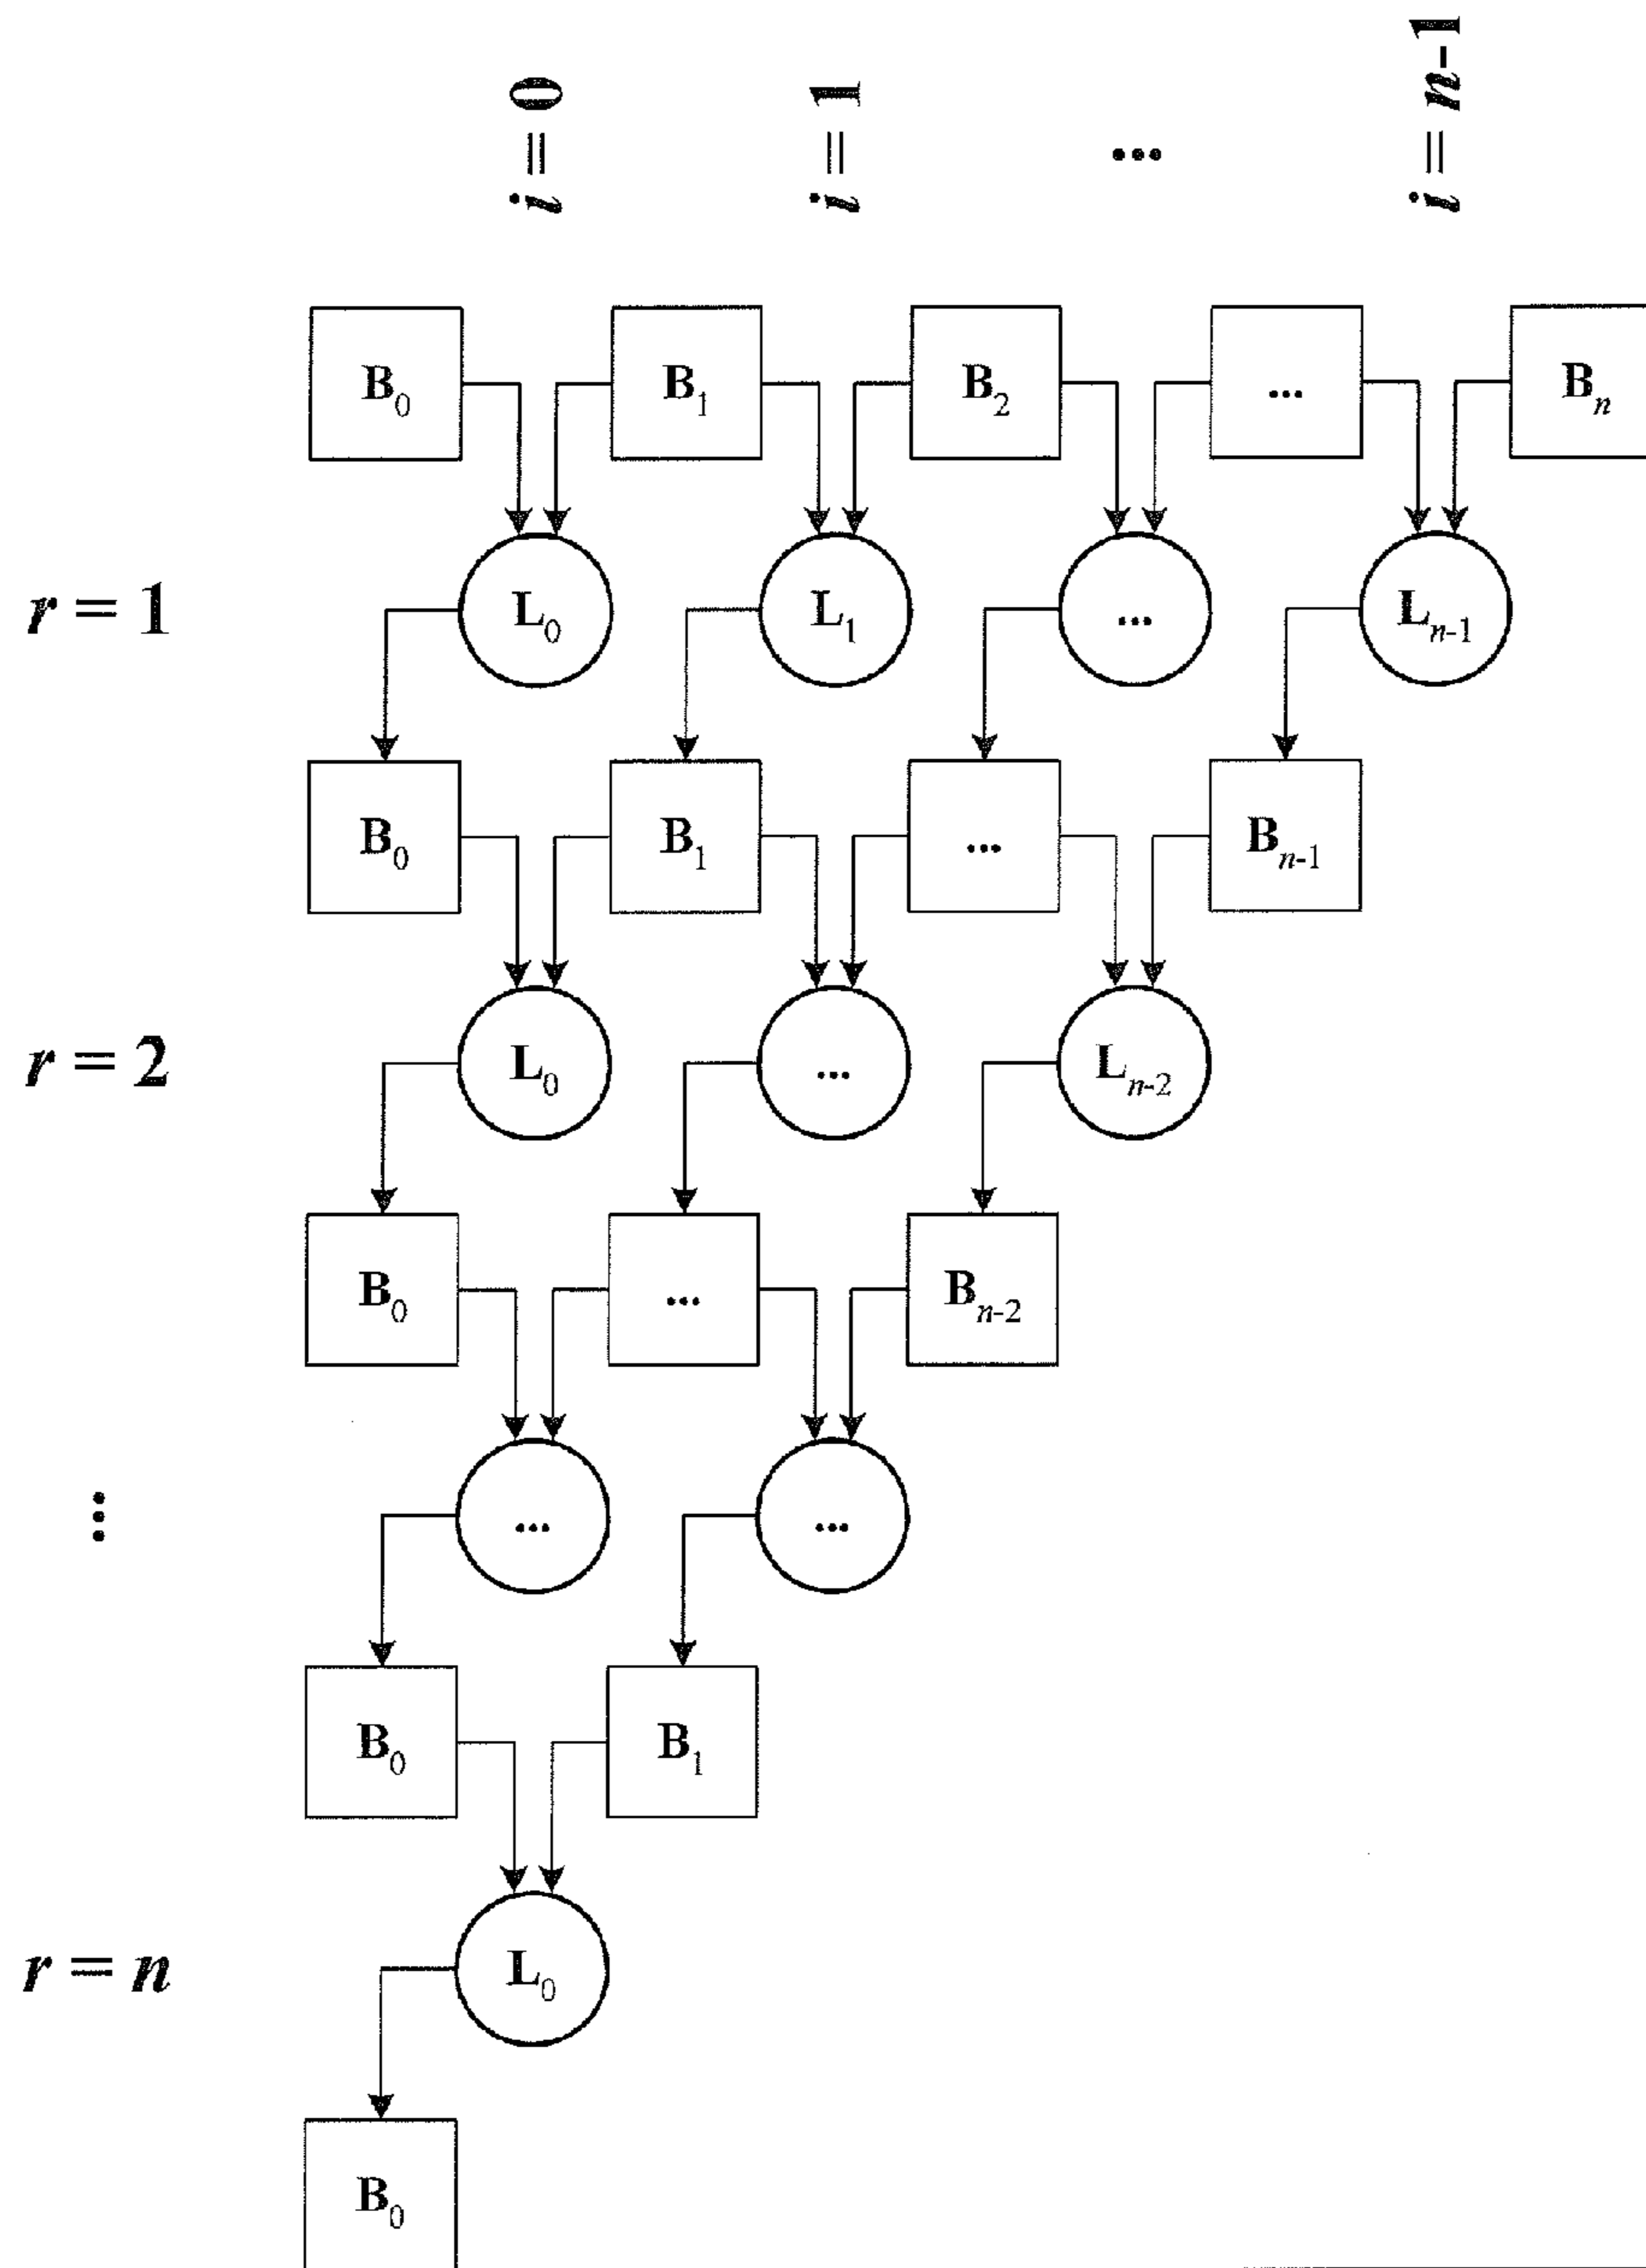 i = 0 i = 1 ... i = n-1
B0 B1 B2 ... Bn
r = 1 L0 L1 ... Ln-1
B0 B1 ... Bn-1
r = 2 L0 ... Ln-2
B0 ... Bn-2
... ... ...
B0 B1
r = n L0
B0